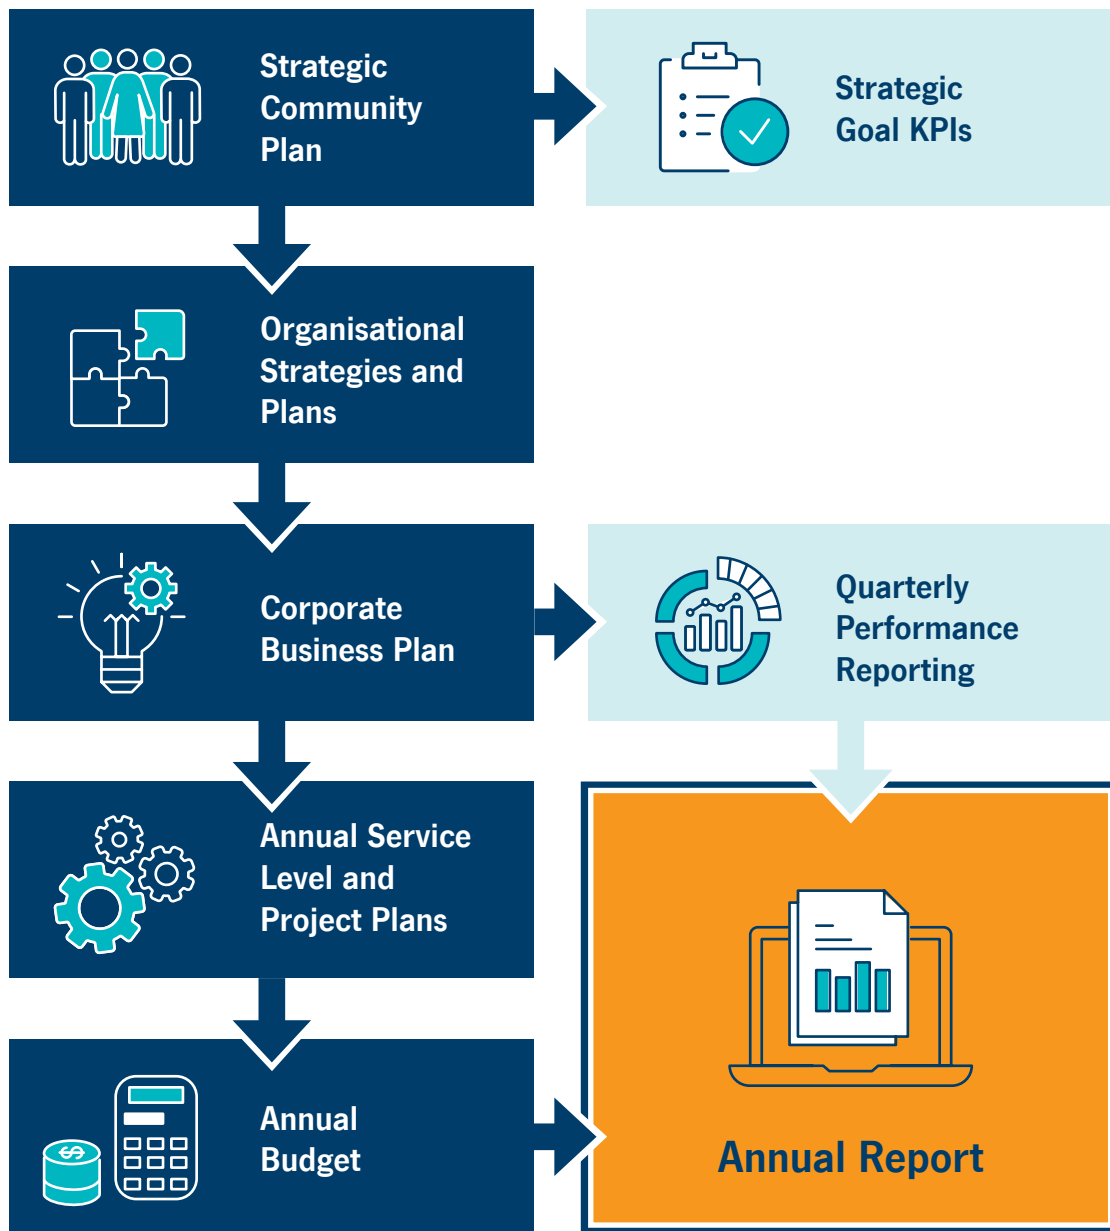 Strategic
Community
Plan
Strategic
Goal KPIs
Organisational
Strategies and
Plans
Corporate
Business Plan
Quarterly
Performance
Reporting
Annual Service
Level and
Project Plans
$
Annual
Budget
Annual Report